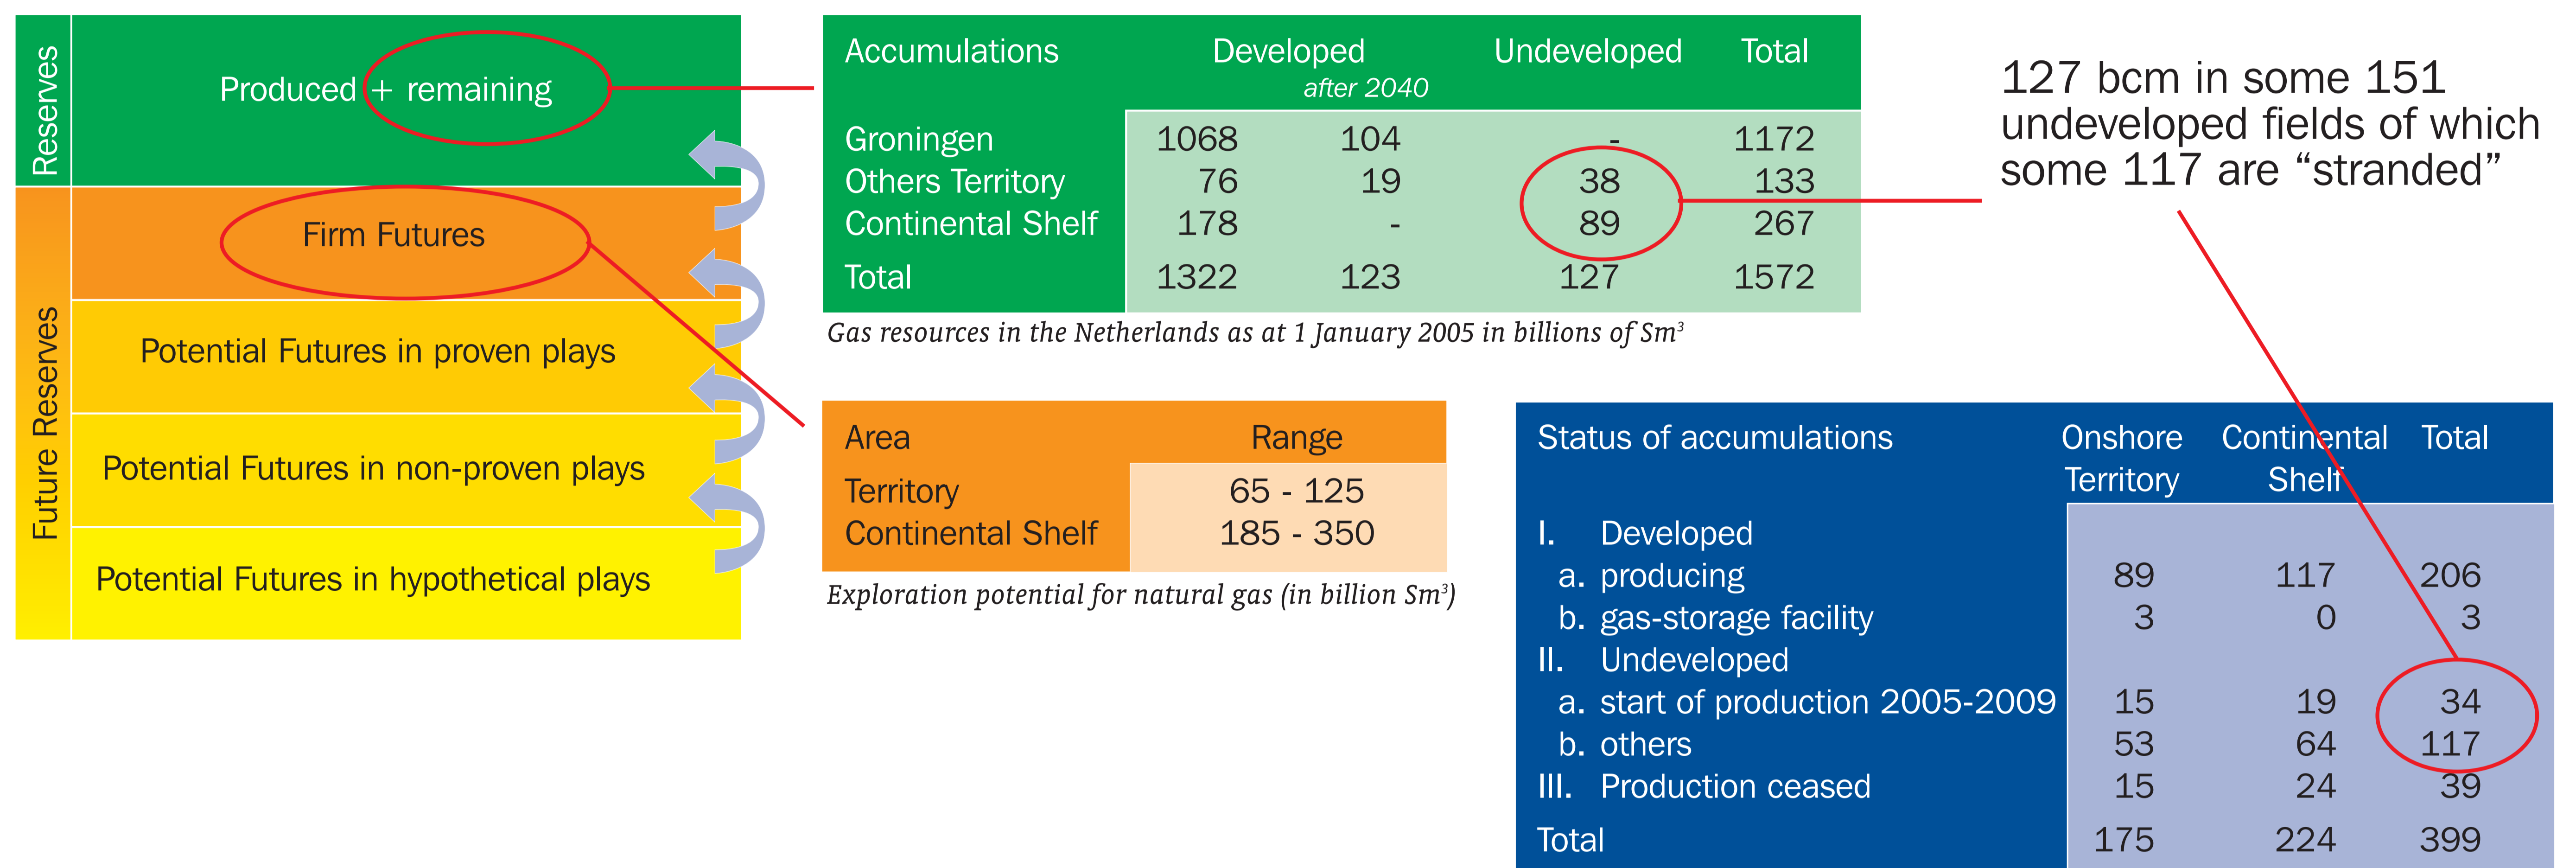 Reserves
Produced + remaining
Future Reserves
Firm Futures
Potential Futures in proven plays
Potential Futures in non-proven plays
Potential Futures in hypothetical plays
Accumulations Developed Undeveloped Total
after 2040
Groningen 1068 104 - 1172
Others Territory 76 19 38 133
Continental Shelf 178 - 89 267
Total 1322 123 127 1572
Gas resources in the Netherlands as at 1 January 2005 in billions of Sm³
127 bcm in some 151
undeveloped fields of which
some 117 are “stranded”
Area Range
Territory 65 - 125
Continental Shelf 185 - 350
Exploration potential for natural gas (in billion Sm³)
Status of accumulations Onshore Continental Total
Territory Shelf
I. Developed
a. producing 89 117 206
b. gas-storage facility 3 0 3
II. Undeveloped
a. start of production 2005-2009 15 19 34
b. others 53 64 117
III. Production ceased 15 24 39
Total 175 224 399